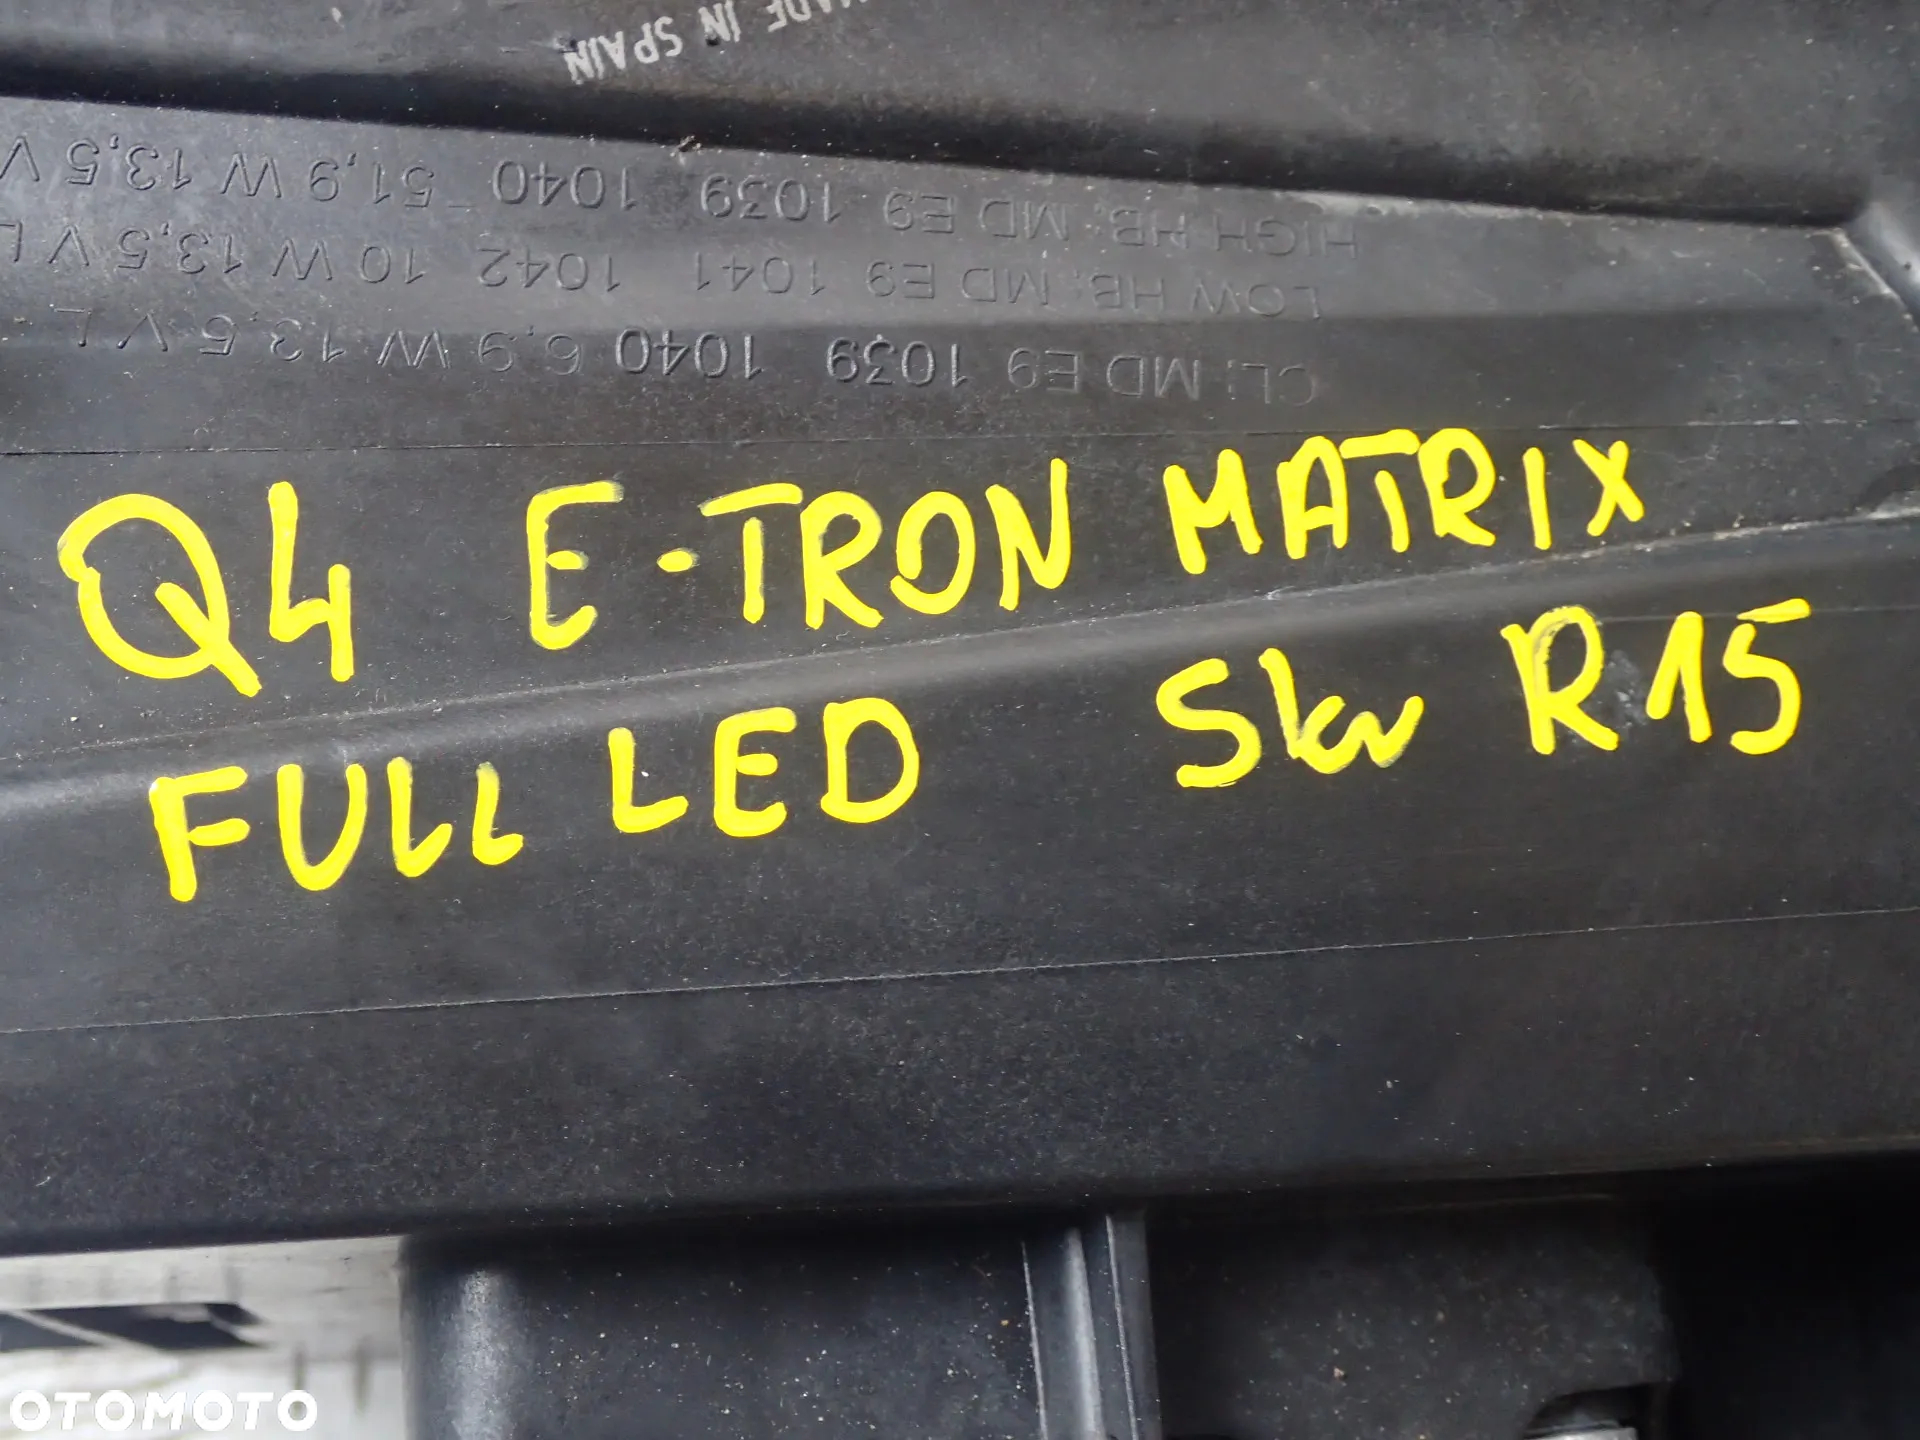 MADE IN SPAIN
HIGH HB: MD E9 1039 1040 51,9 W 13,5 V
LOW HB: MD E9 1041 1042 10 W 13,5 V L
CL: MD E9 1039 1040 6,9 W 13,5 V L
Q4 E-TRON MATRIX
FULL LED Skv R15
OTOMOTO